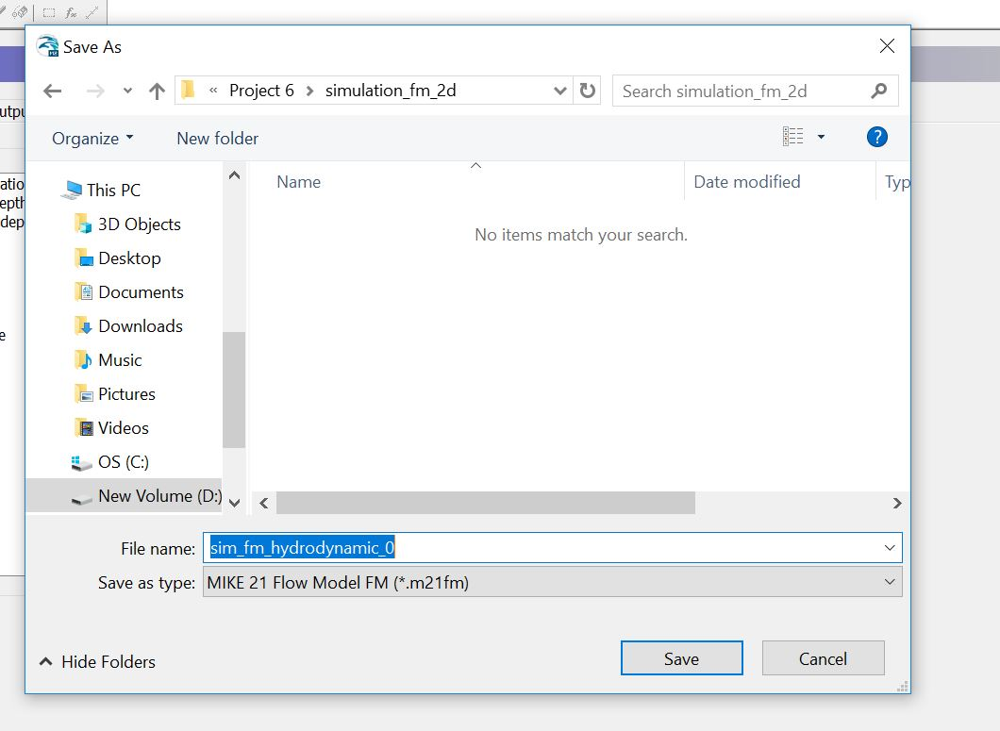 Save As
« Project 6 > simulation_fm_2d
Search simulation_fm_2d
Organize
New folder
?
This PC
3D Objects
Desktop
Documents
Downloads
Music
Pictures
Videos
OS (C:)
New Volume (D:)
Name
Date modified
Typ
No items match your search.
File name: sim_fm_hydrodynamic_0
Save as type: MIKE 21 Flow Model FM (*.m21fm)
Hide Folders
Save
Cancel